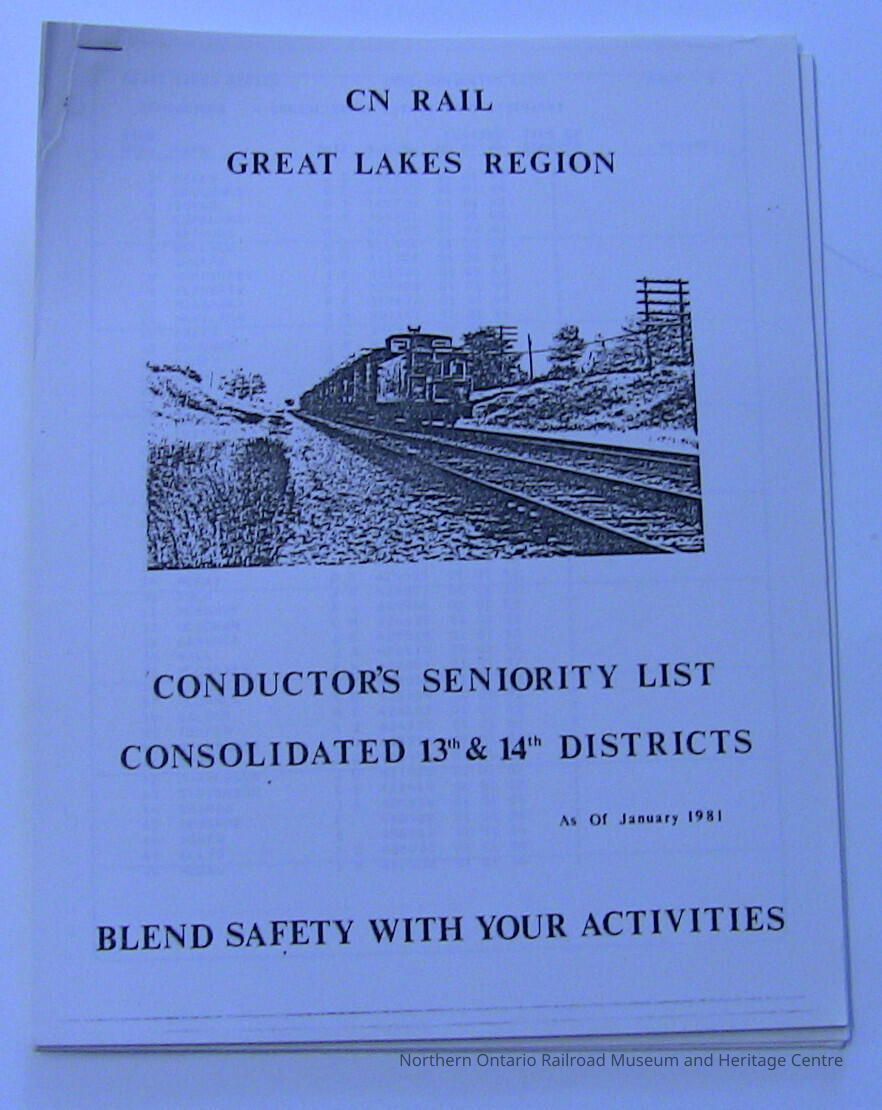 CN RAIL
GREAT LAKES REGION
CONDUCTOR'S SENIORITY LIST
CONSOLIDATED 13th & 14th DISTRICTS
As Of January 1981
BLEND SAFETY WITH YOUR ACTIVITIES
Northern Ontario Railroad Museum and Heritage Centre